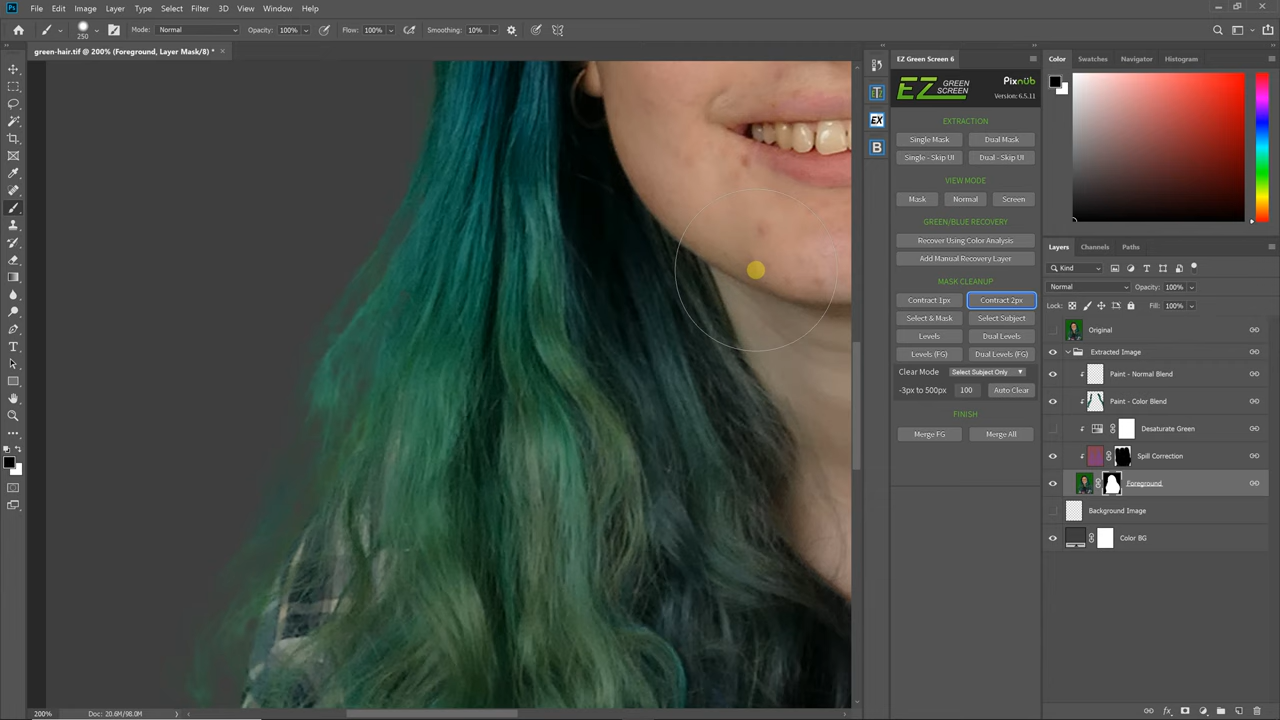 Ps File Edit Image Layer Type Select Filter 3D View Window Help
250 Mode: Normal Opacity: 100% Flow: 100% Smoothing: 10%
green-hair.tif @ 200% (Foreground, Layer Mask/8) * ×
EZ Green Screen 6
EZ GREEN SCREEN PixnUb
Version: 6.5.11
EXTRACTION
Single Mask Dual Mask
Single - Skip UI Dual - Skip UI
VIEW MODE
Mask Normal Screen
GREEN/BLUE RECOVERY
Recover Using Color Analysis
Add Manual Recovery Layer
MASK CLEANUP
Contract 1px Contract 2px
Select & Mask Select Subject
Levels Dual Levels
Levels (FG) Dual Levels (FG)
Clear Mode Select Subject Only
-3px to 500px 100 Auto Clear
FINISH
Merge FG Merge All
T
EX
B
Color Swatches Navigator Histogram
Layers Channels Paths
Kind
Normal Opacity: 100%
Lock: Fill: 100%
Original
Extracted Image
Paint - Normal Blend
Paint - Color Blend
Desaturate Green
Spill Correction
Foreground
Background Image
Color BG
200% Doc: 20.6M/98.0M
fx